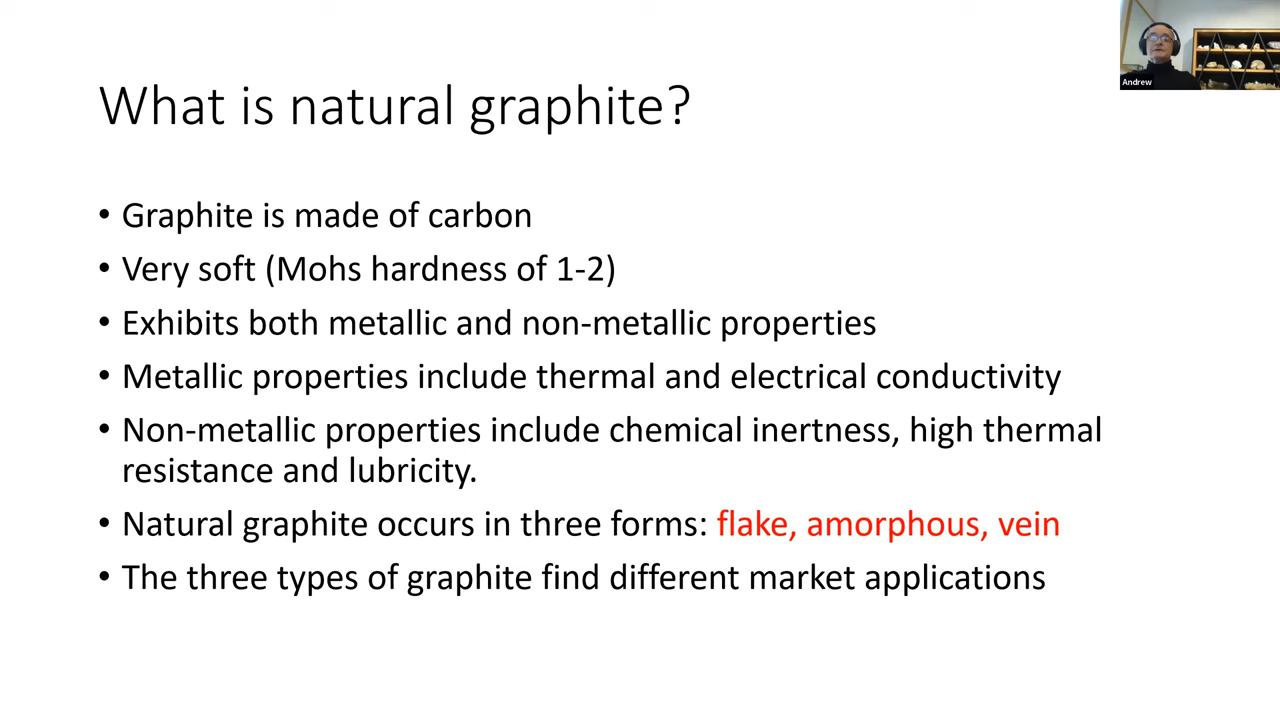 What is natural graphite?
• Graphite is made of carbon
• Very soft (Mohs hardness of 1-2)
• Exhibits both metallic and non-metallic properties
• Metallic properties include thermal and electrical conductivity
• Non-metallic properties include chemical inertness, high thermal
resistance and lubricity.
• Natural graphite occurs in three forms: flake, amorphous, vein
• The three types of graphite find different market applications
Andrew